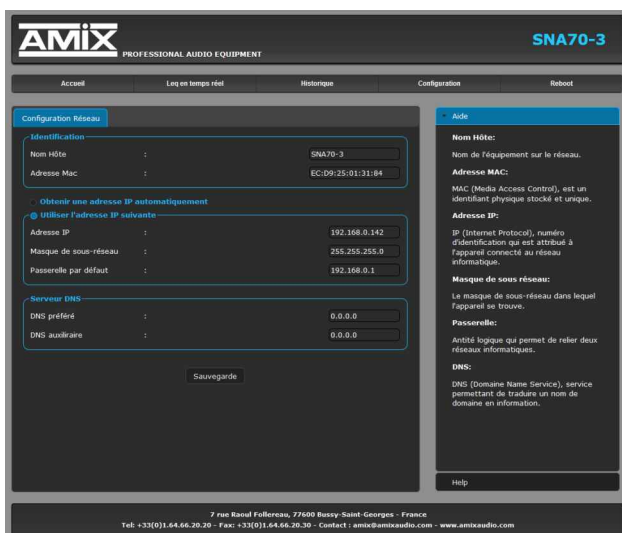 AMIX
PROFESSIONAL AUDIO EQUIPMENT
SNA70-3
Accueil
Leq en temps réel
Historique
Configuration
Reboot
Configuration Réseau
Identification
Nom Hôte : SNA70-3
Adresse Mac : EC:D9:25:01:31:84
Obtenir une adresse IP automatiquement
Utiliser l'adresse IP suivante
Adresse IP : 192.168.0.142
Masque de sous-réseau : 255.255.255.0
Passerelle par défaut : 192.168.0.1
Serveur DNS
DNS préféré : 0.0.0.0
DNS auxiliraire : 0.0.0.0
Sauvegarde
Aide
Nom Hôte:
Nom de l'équipement sur le réseau.
Adresse MAC:
MAC (Media Access Control), est un
identifiant physique stocké et unique.
Adresse IP:
IP (Internet Protocol), numéro
d'identification qui est attribué à
l'appareil connecté au réseau
informatique.
Masque de sous réseau:
Le masque de sous-réseau dans lequel
l'appareil se trouve.
Passerelle:
Antité logique qui permet de relier deux
réseaux informatiques.
DNS:
DNS (Domaine Name Service), service
permettant de traduire un nom de
domaine en information.
Help
7 rue Raoul Follereau, 77600 Bussy-Saint-Georges - France
Tel: +33(0)1.64.66.20.20 - Fax: +33(0)1.64.66.20.30 - Contact : amix@amixaudio.com - www.amixaudio.com